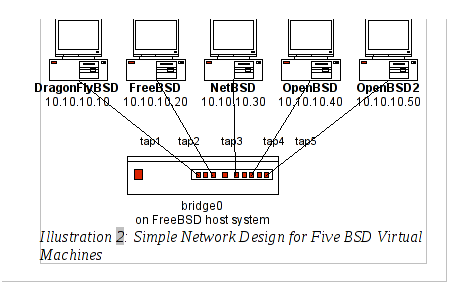 DragonFlyBSD FreeBSD NetBSD OpenBSD OpenBSD2
10.10.10.10 10.10.10.20 10.10.10.30 10.10.10.40 10.10.10.50
tap1 tap2 tap3 tap4 tap5
bridge0
on FreeBSD host system
Illustration 2: Simple Network Design for Five BSD Virtual
Machines